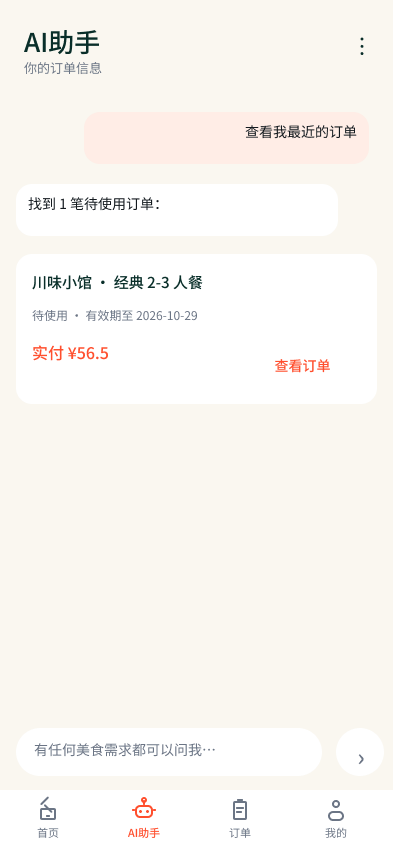 AI助手
你的订单信息
查看我最近的订单
找到 1 笔待使用订单：
川味小馆 · 经典 2-3 人餐
待使用 · 有效期至 2026-10-29
实付 ¥56.5
查看订单
有任何美食需求都可以问我…
首页
AI助手
订单
我的